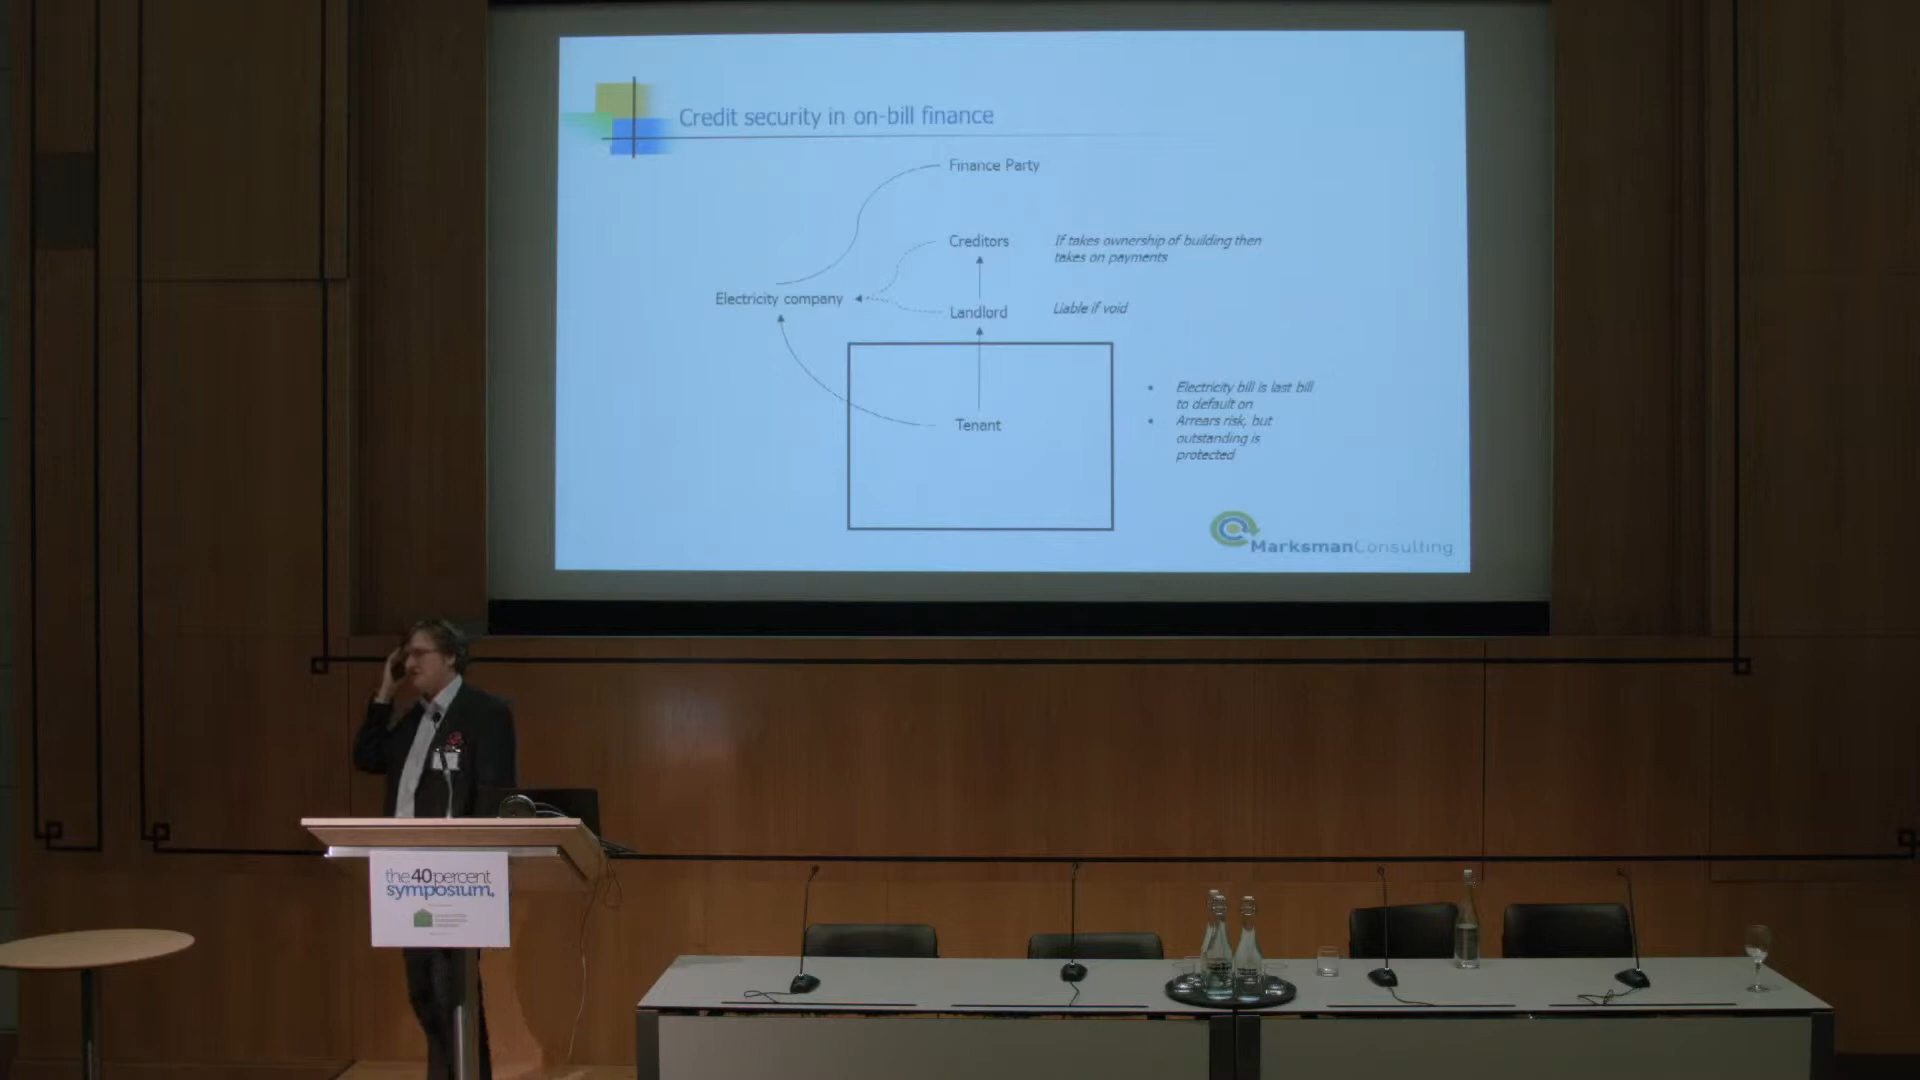 Credit security in on-bill finance
Finance Party
Creditors
If takes ownership of building then
takes on payments
Electricity company
Landlord
Liable if void
Tenant
• Electricity bill is last bill
to default on
• Arrears risk, but
outstanding is
protected
MarksmanConsulting
the40percent
symposium,